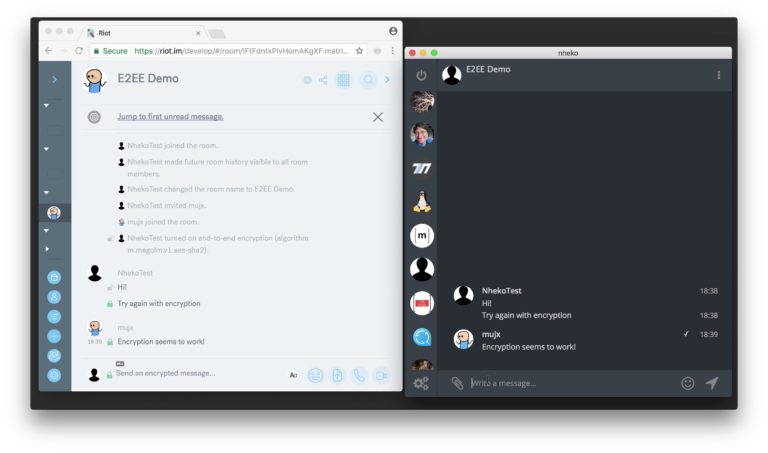 Riot
Secure https://riot.im/develop/#/room/!FtFdntkPlvHomAKgXF:matri...
E2EE Demo
Jump to first unread message.
NhekoTest joined the room.
NhekoTest made future room history visible to all room
members.
NhekoTest changed the room name to E2EE Demo.
NhekoTest invited mujx.
mujx joined the room.
NhekoTest turned on end-to-end encryption (algorithm
m.megolm.v1.aes-sha2).
NhekoTest
Hi!
Try again with encryption
mujx
18:39 Encryption seems to work!
Send an encrypted message...
nheko
E2EE Demo
[m]
NhekoTest 18:38
Hi!
Try again with encryption 18:38
mujx ✓ 18:39
Encryption seems to work!
Write a message...